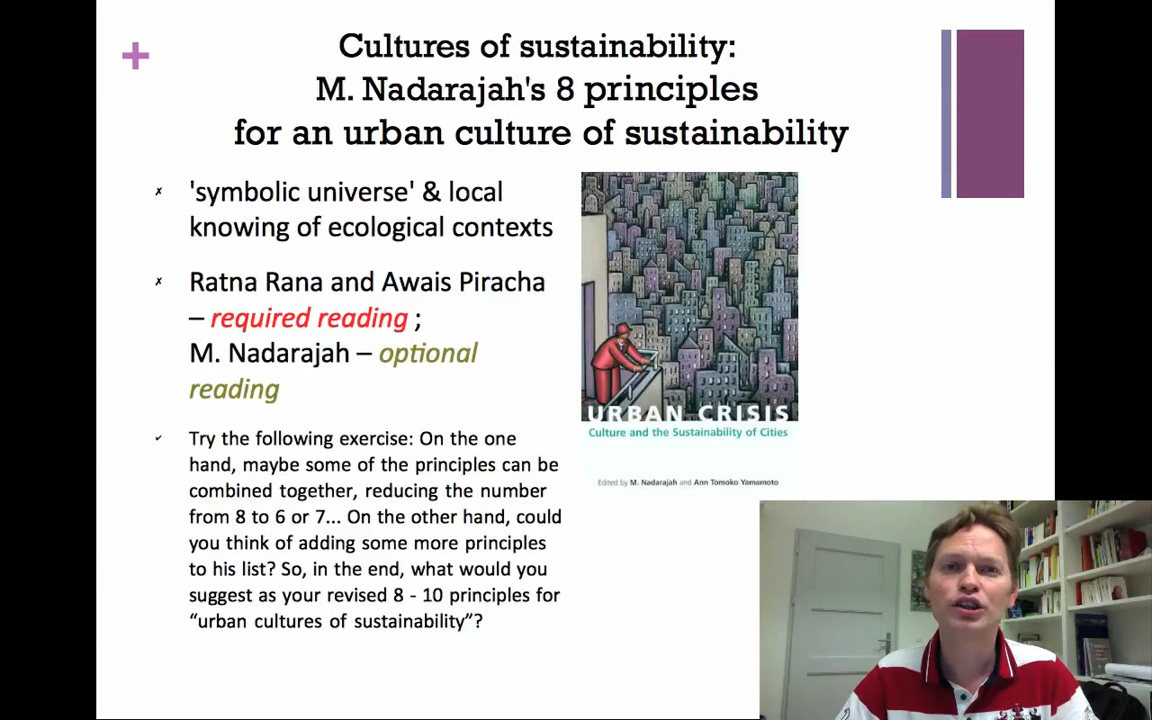 Cultures of sustainability:
M. Nadarajah's 8 principles
for an urban culture of sustainability
'symbolic universe' & local
knowing of ecological contexts
Ratna Rana and Awais Piracha
– required reading ;
M. Nadarajah – optional
reading
Try the following exercise: On the one
hand, maybe some of the principles can be
combined together, reducing the number
from 8 to 6 or 7... On the other hand, could
you think of adding some more principles
to his list? So, in the end, what would you
suggest as your revised 8 - 10 principles for
“urban cultures of sustainability”?
URBAN CRISIS
Culture and the Sustainability of Cities
Edited by M. Nadarajah and Ann Tomoko Yamamoto